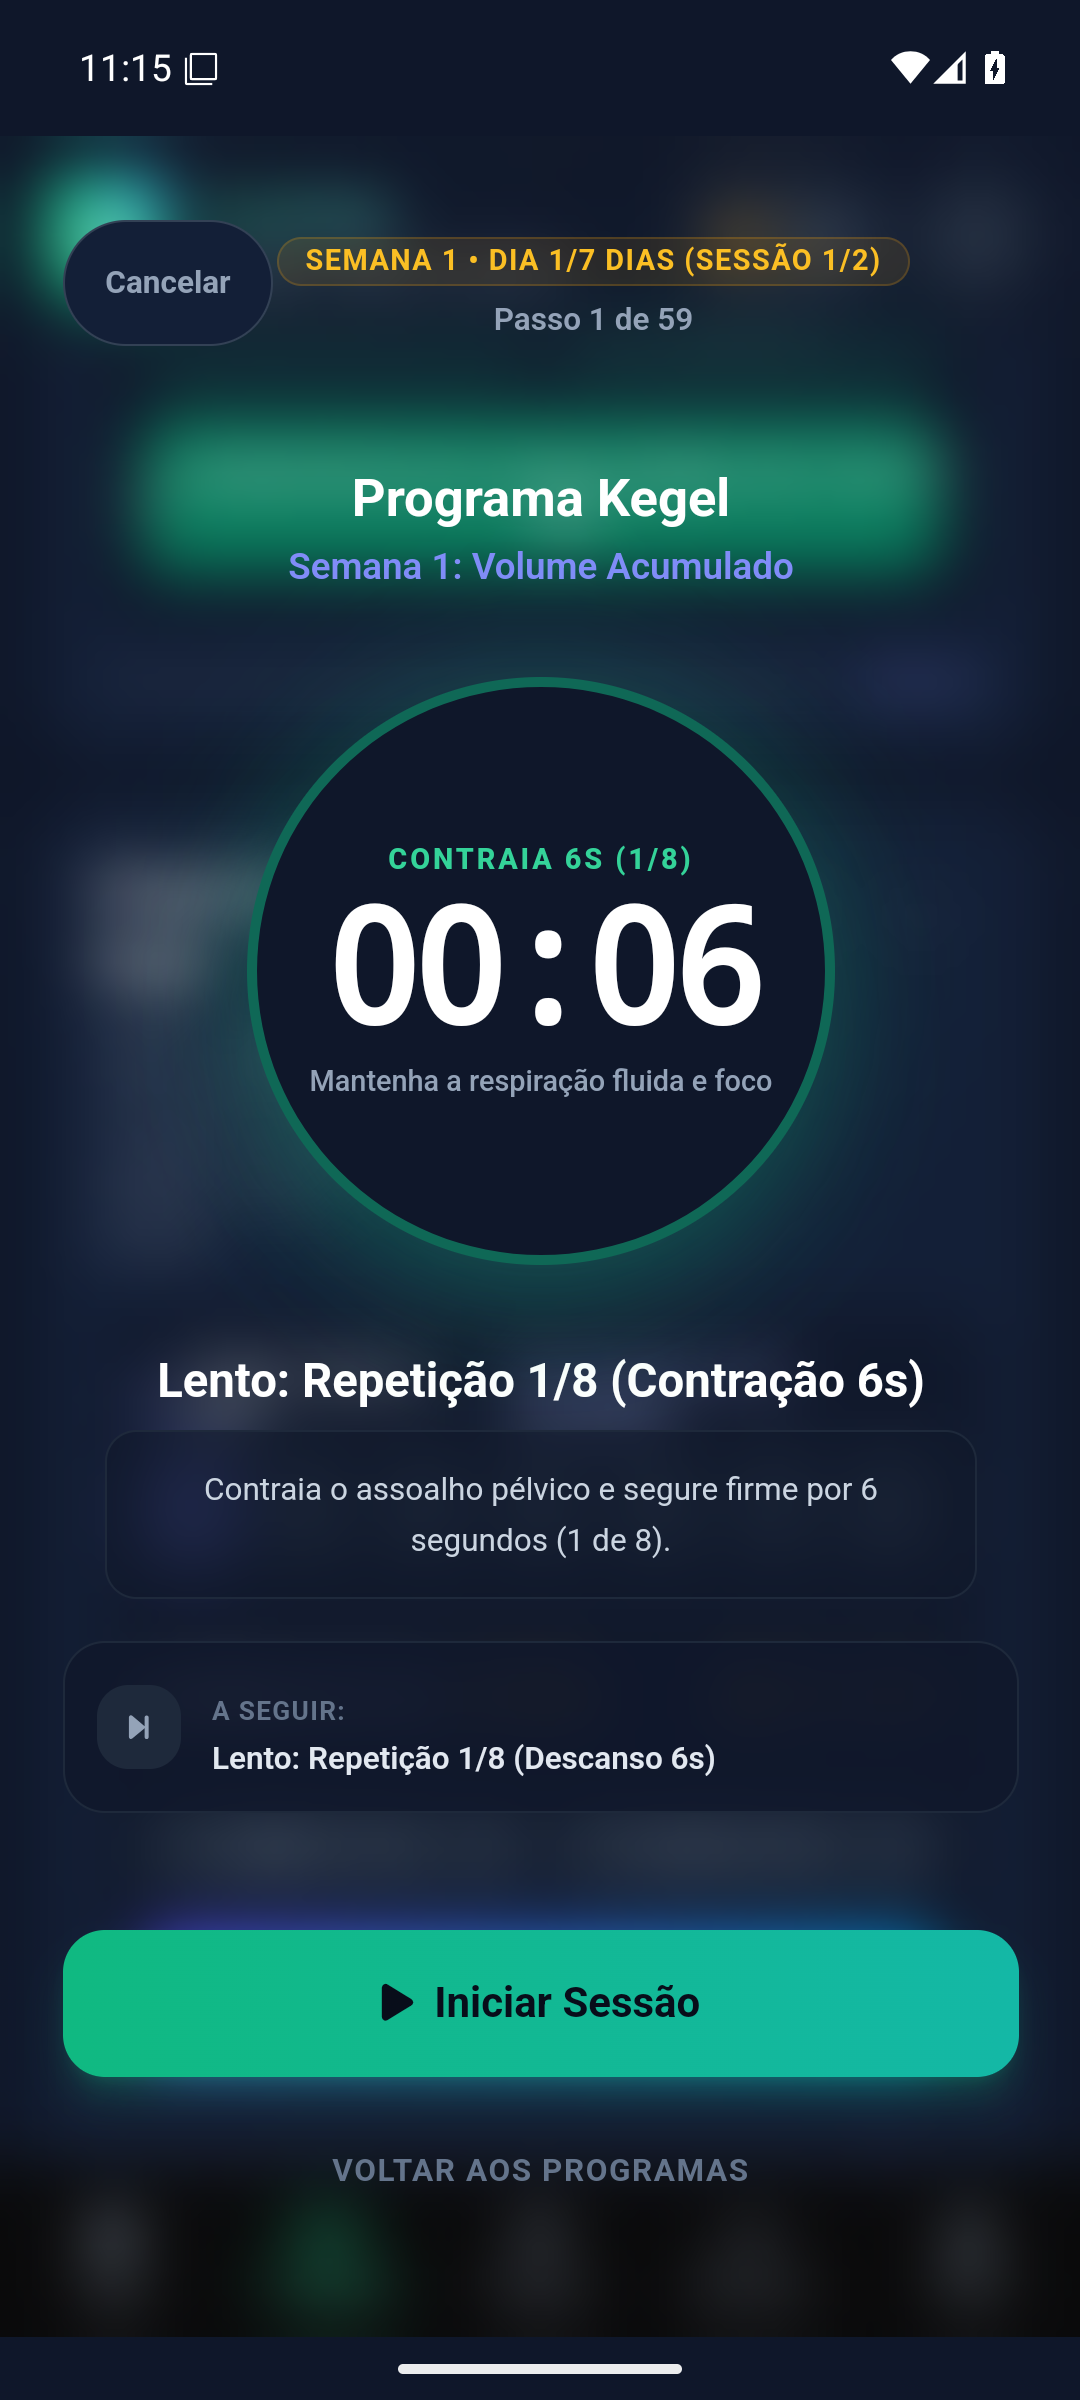 11:15
Cancelar
SEMANA 1 • DIA 1/7 DIAS (SESSÃO 1/2)
Passo 1 de 59
Programa Kegel
Semana 1: Volume Acumulado
CONTRAIA 6S (1/8)
00:06
Mantenha a respiração fluida e foco
Lento: Repetição 1/8 (Contração 6s)
Contraia o assoalho pélvico e segure firme por 6
segundos (1 de 8).
A SEGUIR:
Lento: Repetição 1/8 (Descanso 6s)
Iniciar Sessão
VOLTAR AOS PROGRAMAS